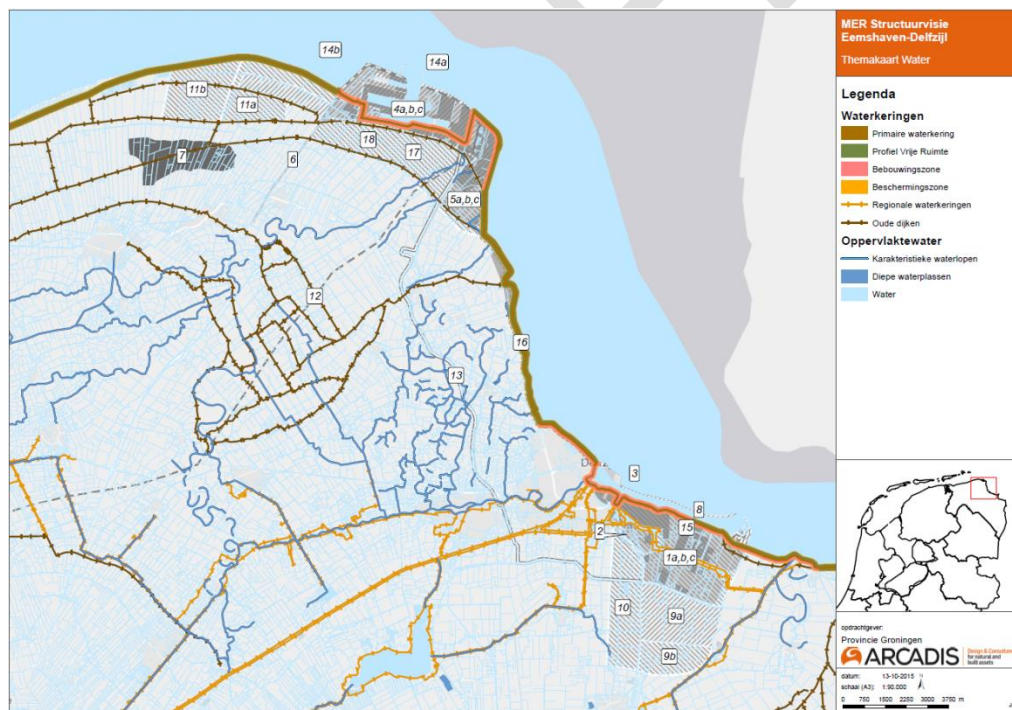 MER Structuurvisie
Eemshaven-Delfzijl
Themakaart Water
Legenda
Waterkeringen
Primaire waterkering
Profiel Vrije Ruimte
Bebouwingszone
Beschermingszone
Regionale waterkeringen
Oude dijken
Oppervlaktewater
Karakteristieke waterlopen
Diepe waterplassen
Water
14b
14a
11b
11a
4a,b,c
18
17
7
6
5a,b,c
12
16
13
3
8
15
2
1a,b,c
10
9a
9b
opdrachtgever:
Provincie Groningen
ARCADIS
Design & Consultancy
for natural and
built assets
datum: 13-10-2015
schaal (A3): 1:90.000
0 750 1500 2250 3000 3750 m